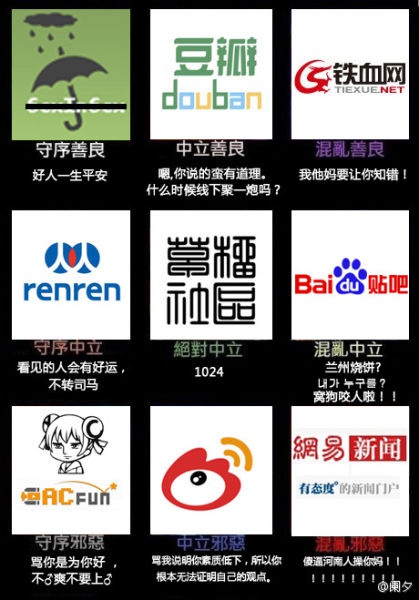 豆瓣
douban
铁血网
TIEXUE.NET
守序善良
中立善良
混亂善良
好人一生平安
嗯,你说的蛮有道理。
什么时候线下聚一炮吗？
我他妈要让你知错！
renren
草榴
社區
Bai du 贴吧
守序中立
絕對中立
混亂中立
看见的人会有好运，
不转司马
1024
兰州烧饼?
내가 누구를?
窝狗咬人啦！！
ACFUN
網易 新闻
有态度°的新闻门户
守序邪惡
中立邪惡
混亂邪惡
骂你是为你好 ，
不♂爽不要上♂
骂我说明你素质低下，所以你
根本无法证明自己的观点。
傻逼河南人操你妈！！
！！！！！！！！！
@阑夕